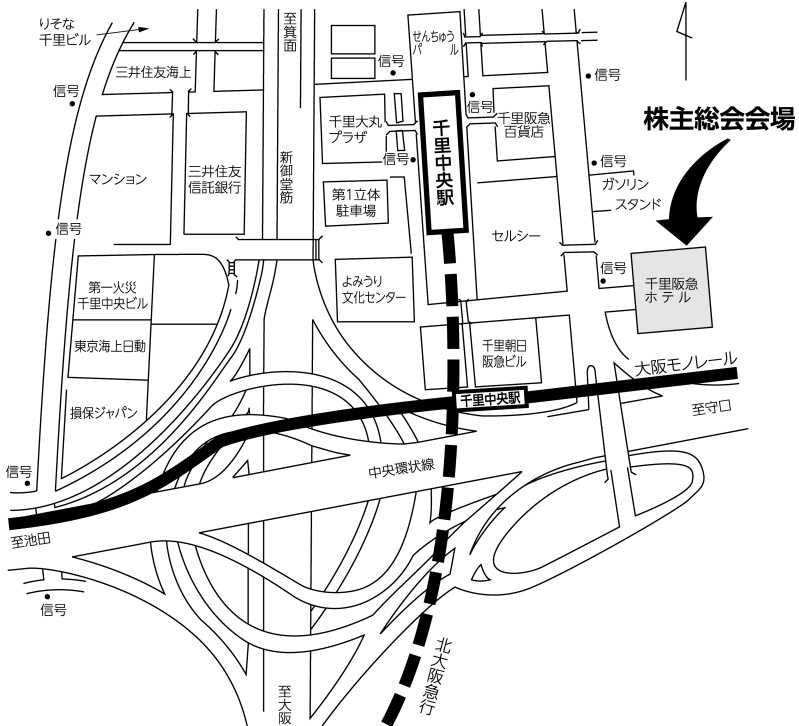 りそな
千里ビル
至箕面
せんちゅう
パル
信号
信号
三井住友海上
信号
信号
千里大丸
プラザ
千里中央駅
千里阪急
百貨店
株主総会会場
マンション
三井住友
信託銀行
新御堂筋
信号
信号
第1立体
駐車場
ガソリン
スタンド
信号
セルシー
信号
第一火災
千里中央ビル
よみうり
文化センター
千里阪急
ホテル
東京海上日動
千里朝日
阪急ビル
大阪モノレール
損保ジャパン
千里中央駅
至守口
信号
中央環状線
至池田
信号
北大阪急行
至大阪